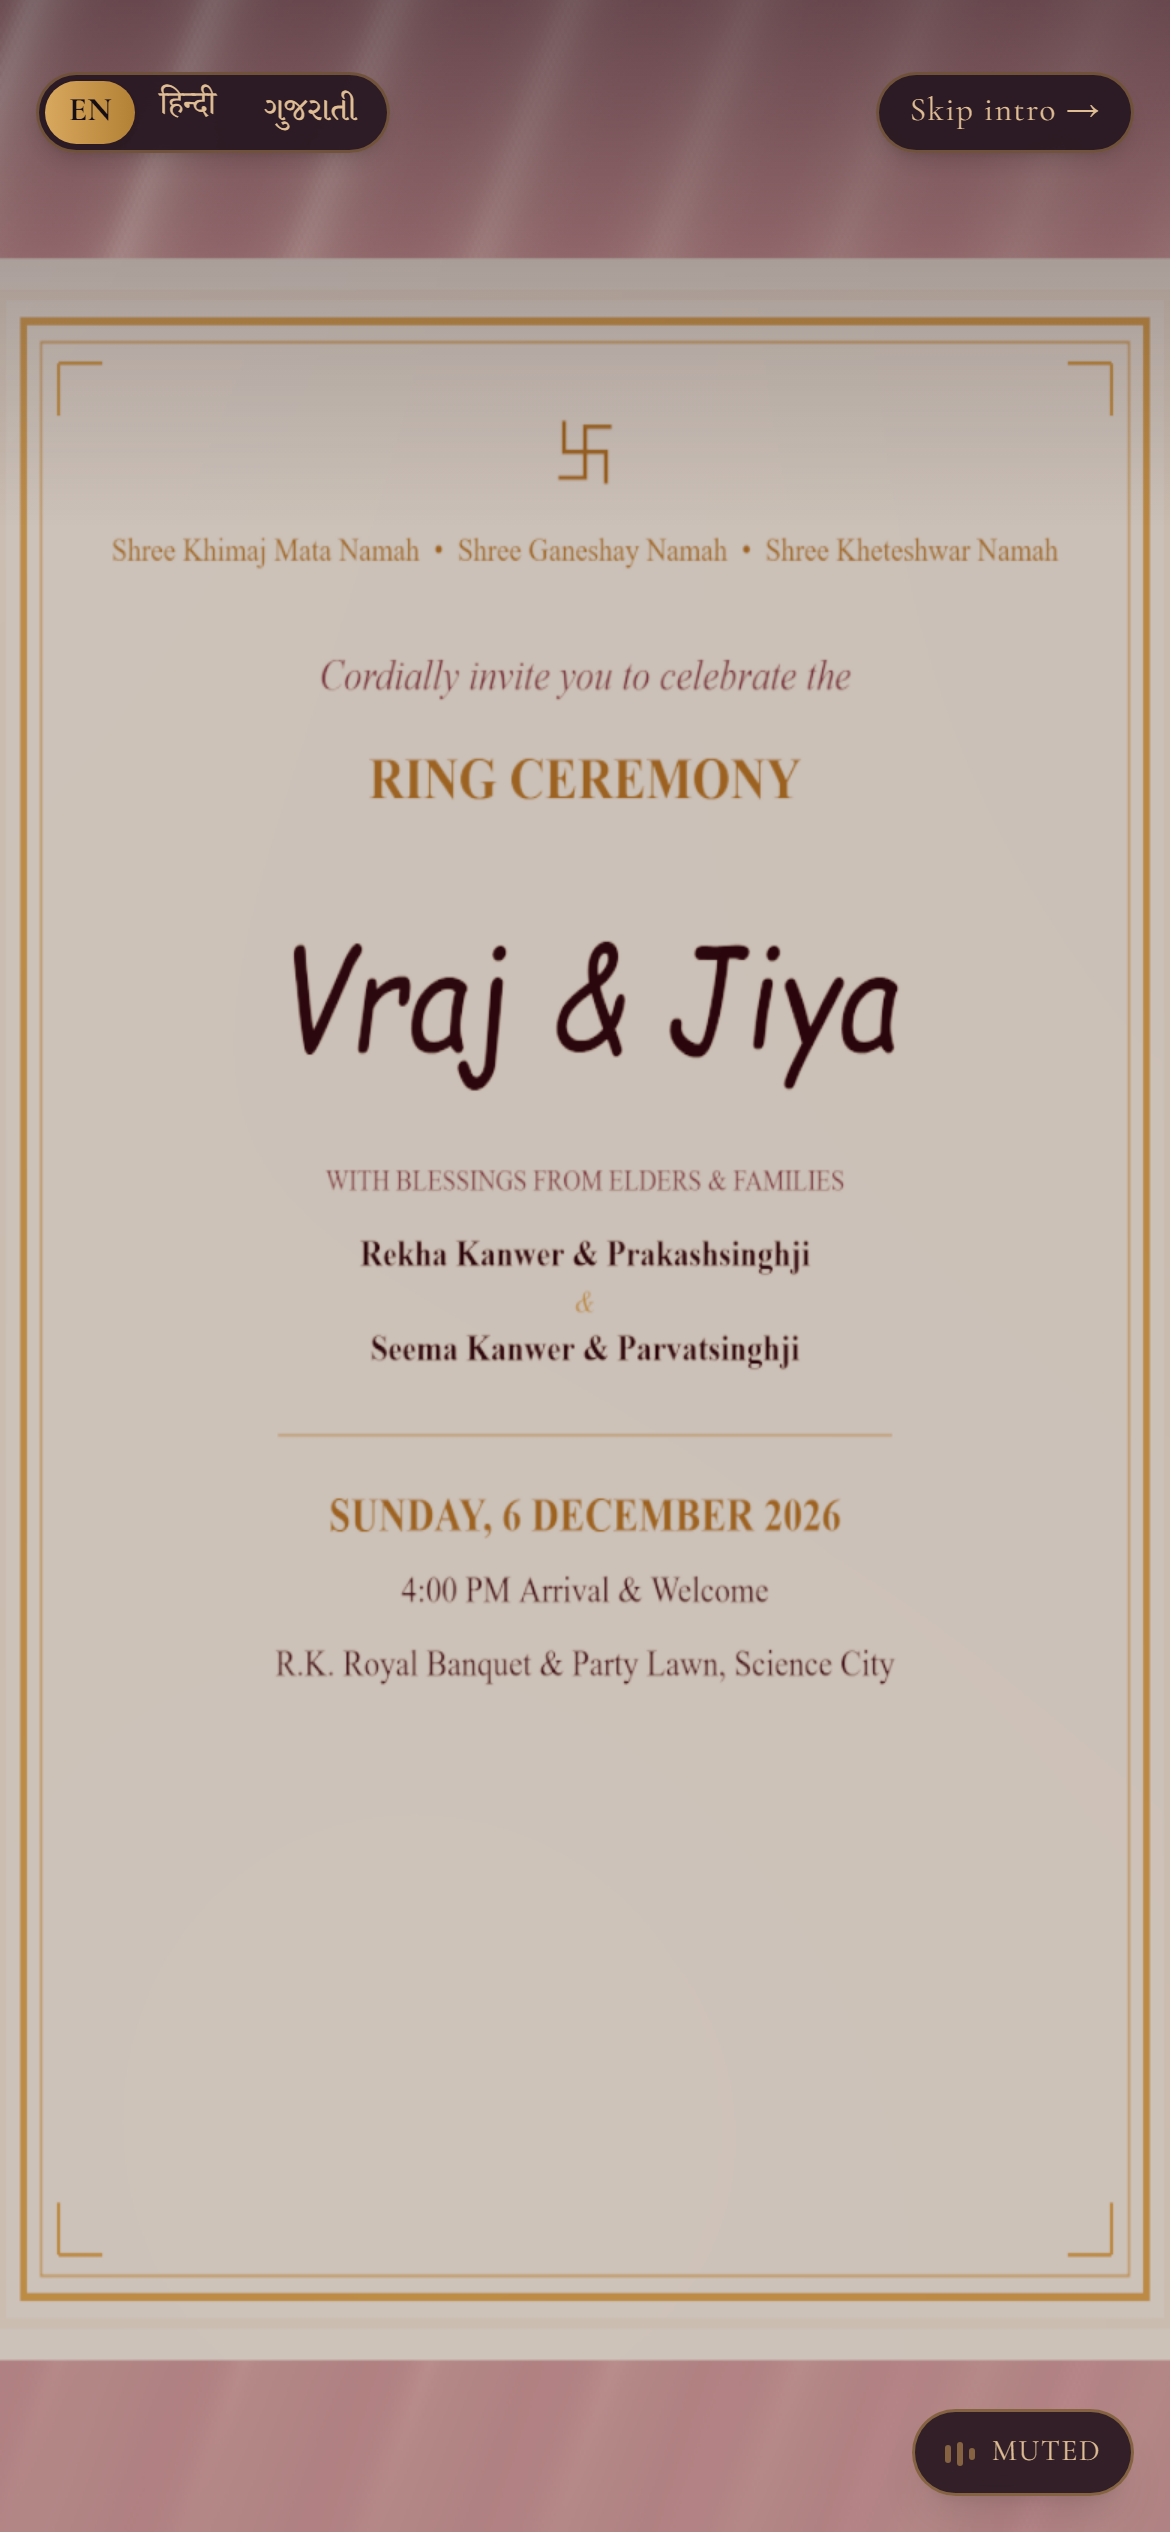 EN हिन्दी ગુજરાતી
Skip intro →
卐
Shree Khimaj Mata Namah • Shree Ganeshay Namah • Shree Kheteshwar Namah
Cordially invite you to celebrate the
RING CEREMONY
Vraj & Jiya
WITH BLESSINGS FROM ELDERS & FAMILIES
Rekha Kanwer & Prakashsinghji
&
Seema Kanwer & Parvatsinghji
SUNDAY, 6 DECEMBER 2026
4:00 PM Arrival & Welcome
R.K. Royal Banquet & Party Lawn, Science City
MUTED